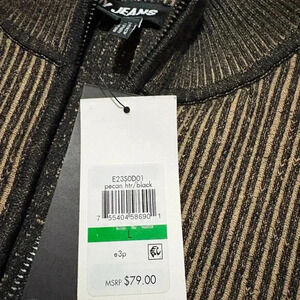 JEANS
E23S0D01
pecan htr/black
7 55404 58690 1
L
e3p
MSRP $79.00